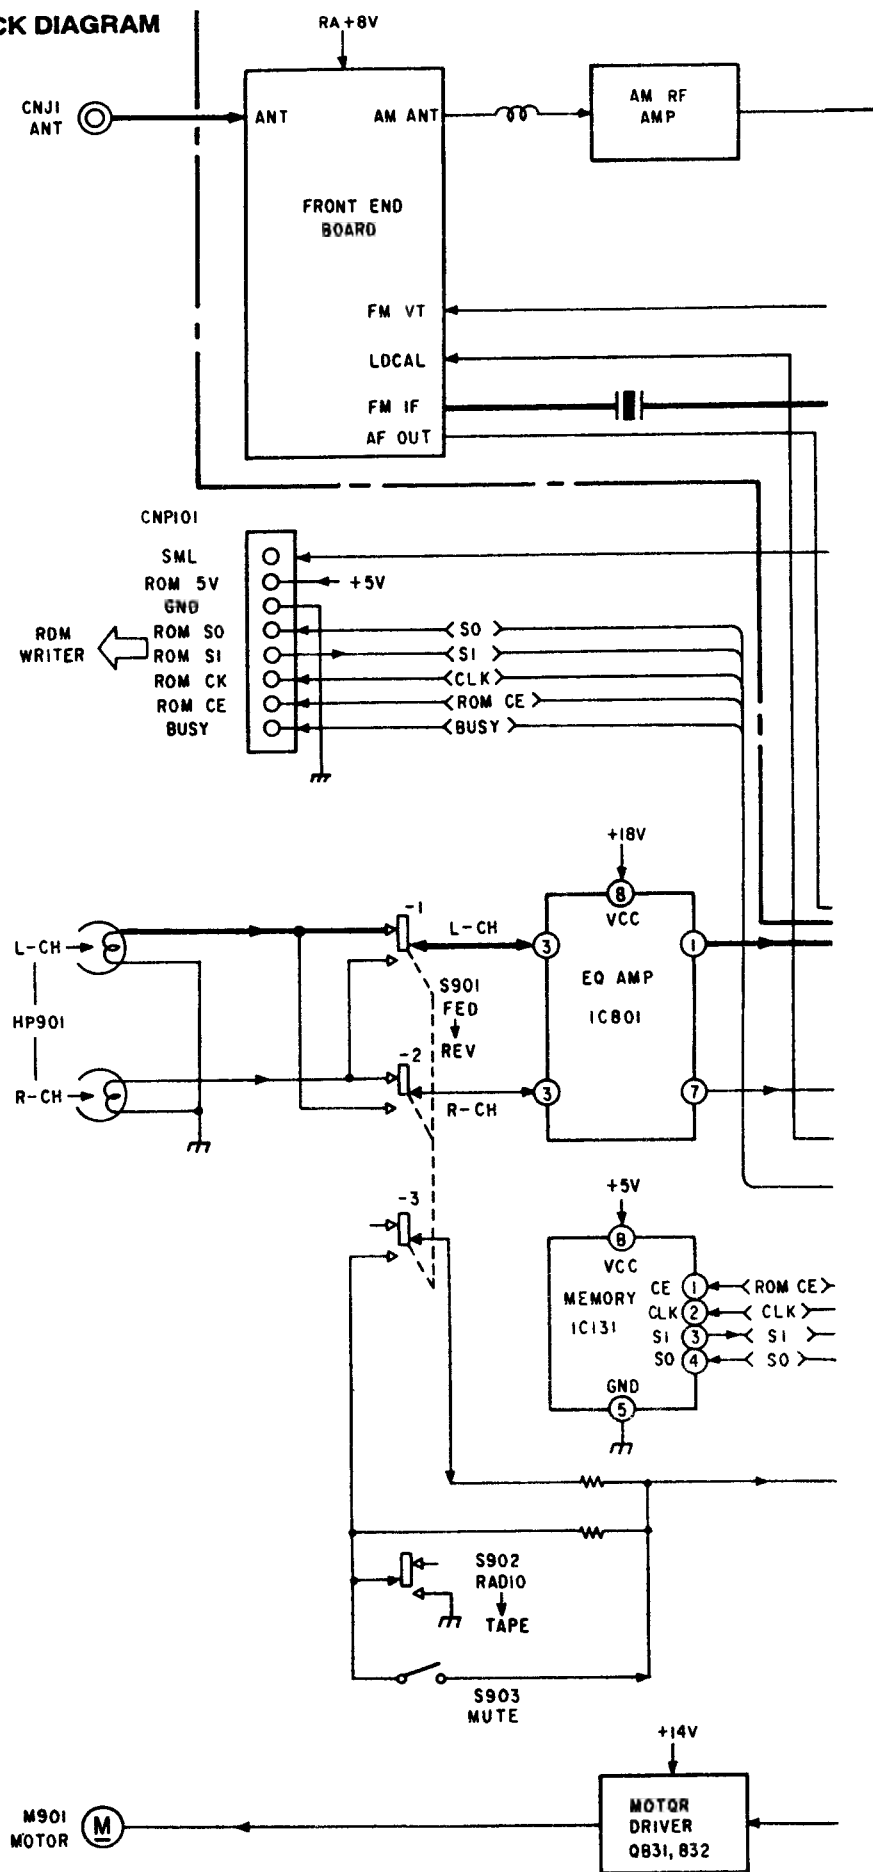 CK DIAGRAM
RA+8V
CNJ1
ANT
ANT
AM ANT
AM RF
AMP
FRONT END
BOARD
FM VT
LOCAL
FM IF
AF OUT
CNP101
SML
ROM 5V
+5V
GND
ROM SO
SO
ROM
WRITER
ROM SI
SI
ROM CK
CLK
ROM CE
ROM CE
BUSY
BUSY
+18V
8
VCC
-1
L-CH
L-CH
3
1
EQ AMP
IC801
S901
FED
REV
HP901
-2
R-CH
R-CH
3
7
-3
+5V
8
VCC
MEMORY
IC131
CE
1
ROM CE
CLK
2
CLK
SI
3
SI
SO
4
SO
GND
5
S902
RADIO
TAPE
S903
MUTE
+14V
M901
MOTOR
M
MOTOR
DRIVER
Q831, 832